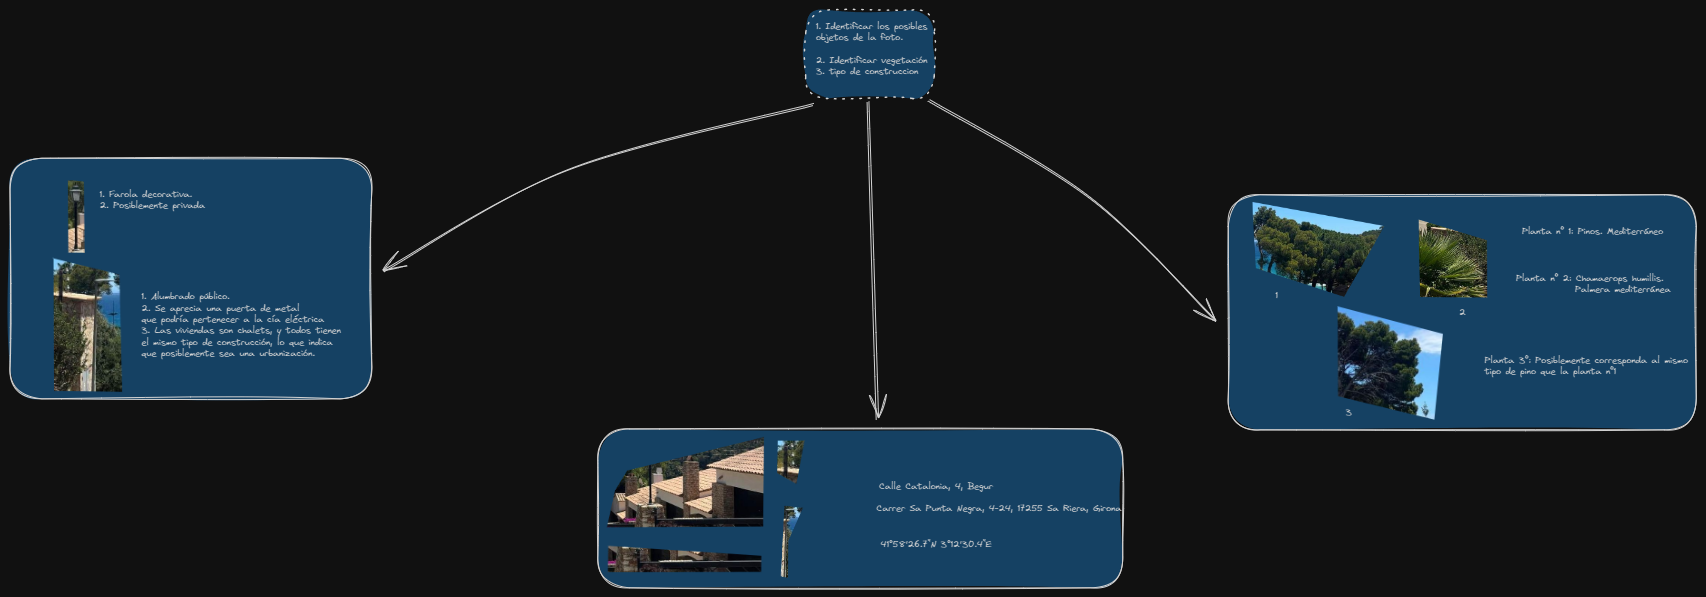 1. Identificar los posibles
objetos de la foto.
2. Identificar vegetación
3. tipo de construccion
1. Farola decorativa.
2. Posiblemente privada
1. Alumbrado público.
2. Se aprecia una puerta de metal
que podría pertenecer a la cía eléctrica
3. Las viviendas son chalets, y todos tienen
el mismo tipo de construcción, lo que indica
que posiblemente sea una urbanización.
Calle Catalonia, 4, Begur
Carrer Sa Punta Negra, 4-24, 17255 Sa Riera, Girona
41°58'26.7"N 3°12'30.4"E
1
2
3
Planta nº 1: Pinos. Mediterráneo
Planta nº 2: Chamaerops humillis.
Palmera mediterránea
Planta 3º: Posiblemente corresponda al mismo
tipo de pino que la planta nº1